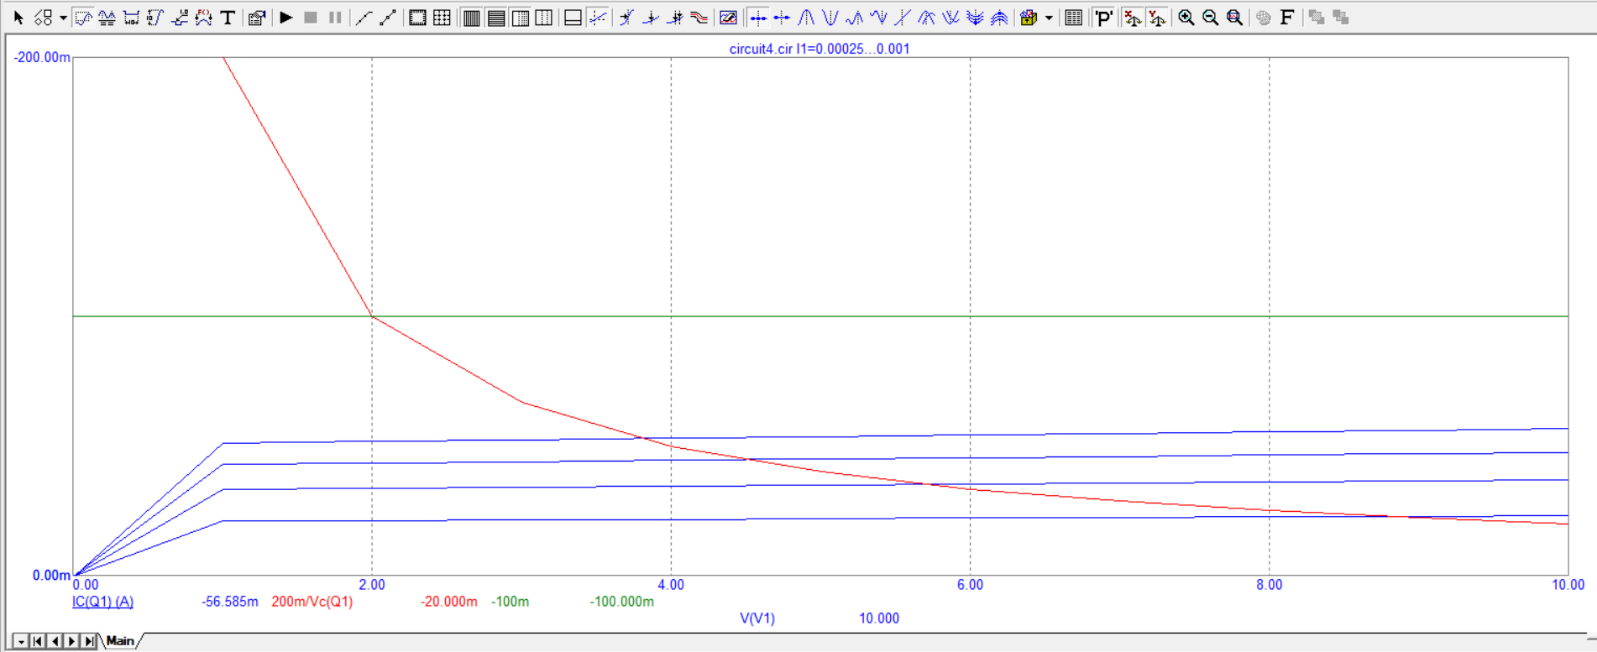 T 'P' F
circuit4.cir I1=0.00025...0.001
-200.00m
0.00m
0.00 2.00 4.00 6.00 8.00 10.00
IC(Q1) (A) -56.585m 200m/Vc(Q1) -20.000m -100m -100.000m
V(V1) 10.000
Main